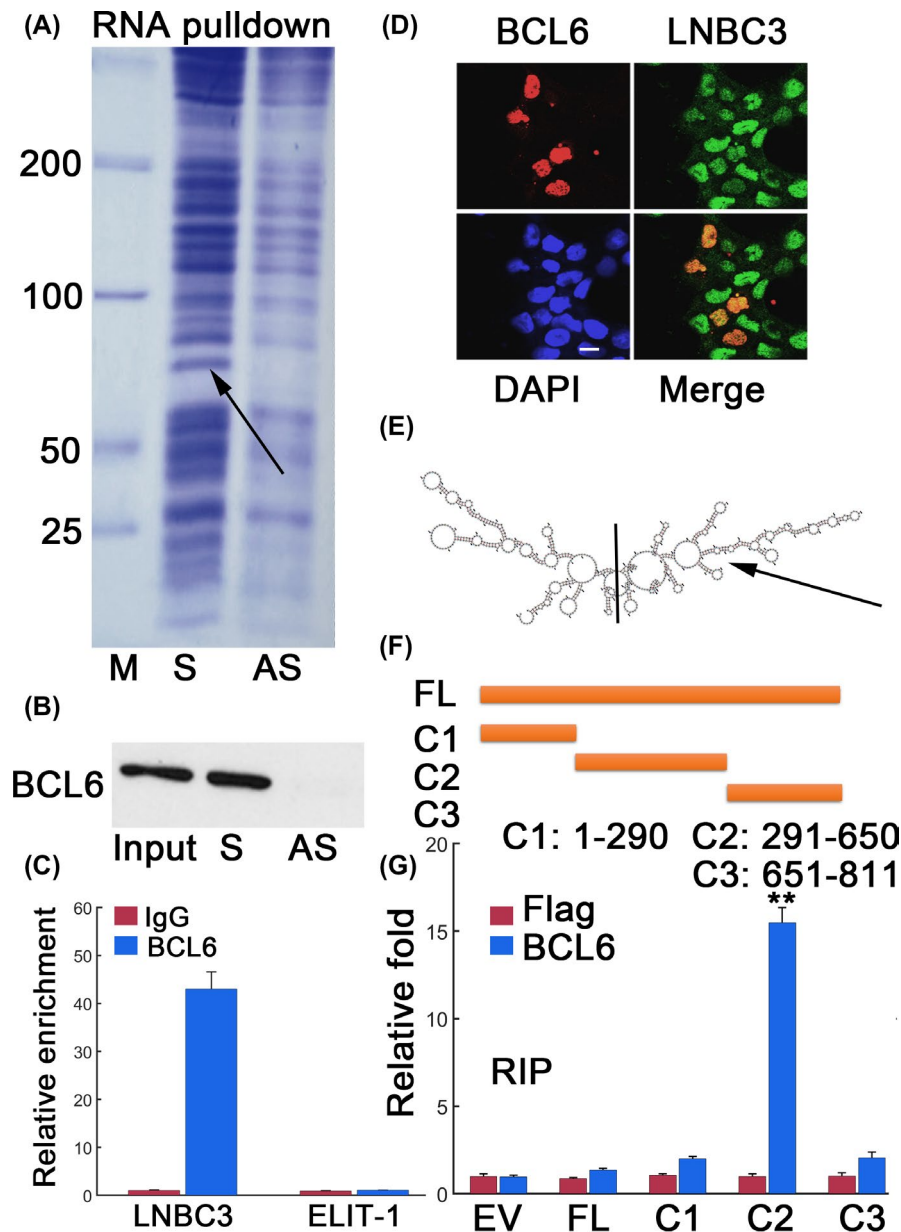 (A) RNA pulldown
200
100
50
25
M S AS
(B)
BCL6
Input S AS
(C)
IgG
BCL6
Relative enrichment
60
50
40
30
20
10
0
LNBC3 ELIT-1
(D)
BCL6 LNBC3
DAPI Merge
(E)
(F)
FL
C1
C2
C3
C1: 1-290 C2: 291-650
C3: 651-811
(G)
**
Flag
BCL6
Relative fold
20
15
10
5
0
RIP
EV FL C1 C2 C3